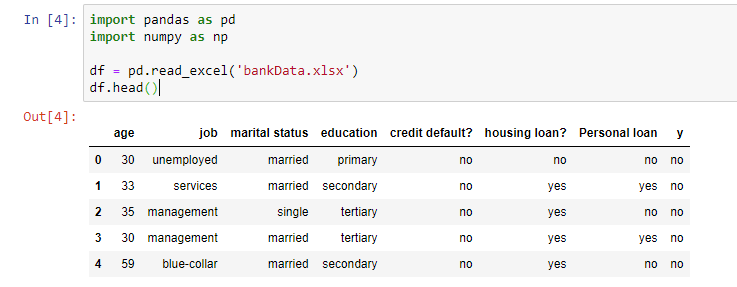 In [4]: import pandas as pd
import numpy as np
df = pd.read_excel('bankData.xlsx')
df.head()
Out[4]:
age job marital status education credit default? housing loan? Personal loan y
0 30 unemployed married primary no no no no
1 33 services married secondary no yes yes no
2 35 management single tertiary no yes no no
3 30 management married tertiary no yes yes no
4 59 blue-collar married secondary no yes no no